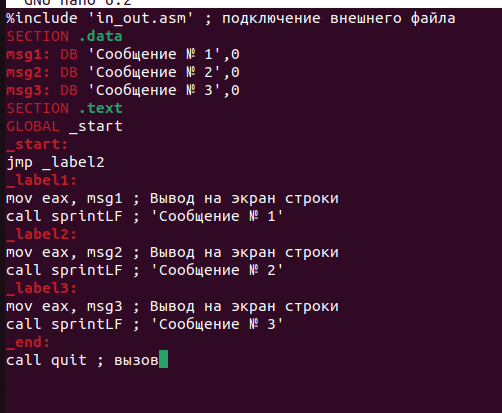 GNU nano 6.2
%include 'in_out.asm' ; подключение внешнего файла
SECTION .data
msg1: DB 'Сообщение № 1',0
msg2: DB 'Сообщение № 2',0
msg3: DB 'Сообщение № 3',0
SECTION .text
GLOBAL _start
_start:
jmp _label2
_label1:
mov eax, msg1 ; Вывод на экран строки
call sprintLF ; 'Сообщение № 1'
_label2:
mov eax, msg2 ; Вывод на экран строки
call sprintLF ; 'Сообщение № 2'
_label3:
mov eax, msg3 ; Вывод на экран строки
call sprintLF ; 'Сообщение № 3'
_end:
call quit ; вызов